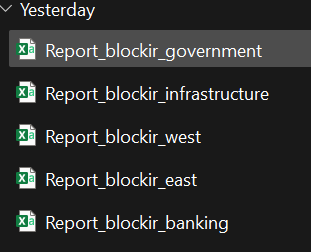 Yesterday
Report_blockir_government
Report_blockir_infrastructure
Report_blockir_west
Report_blockir_east
Report_blockir_banking